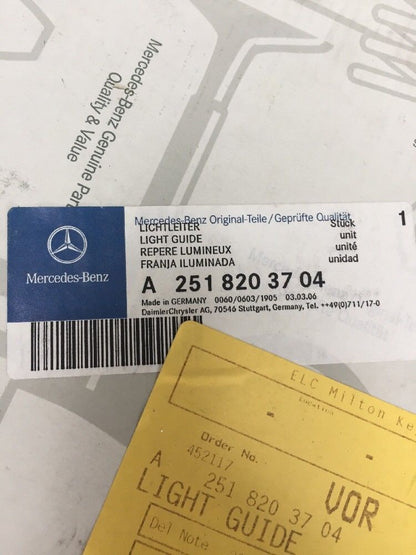 Mercedes-Benz Genuine Par
Quality & Value
Mercedes-Benz Original-Teile/Geprüfte Qualität
LICHTLEITER Stück 1
LIGHT GUIDE unit
REPERE LUMINEUX unité
FRANJA ILUMINADA unidad
Mercedes-Benz
A 251 820 37 04
Made in GERMANY 0060/0603/1905 03.03.06
DaimlerChrysler AG, 70546 Stuttgart, Germany, Tel. ++49(0)711/17-0
ELC Milton Ke
Location
- -
Order No.
452117 VOR
A 251 820 37 04
LIGHT GUIDE
Del Note